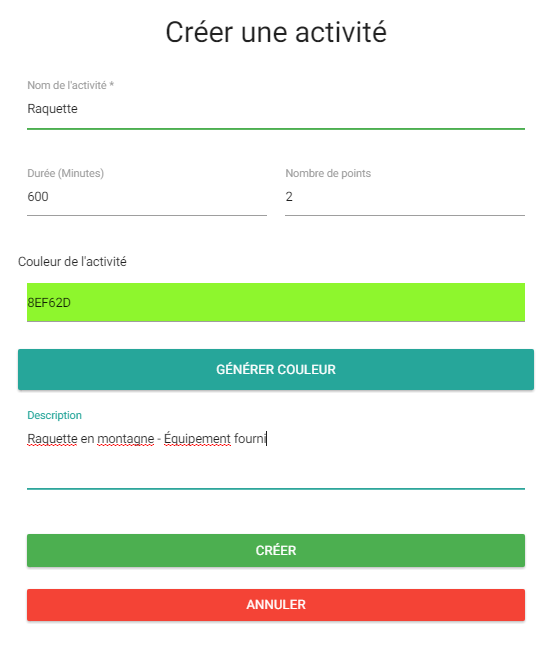 Créer une activité
Nom de l'activité *
Raquette
Durée (Minutes) Nombre de points
600 2
Couleur de l'activité
8EF62D
GÉNÉRER COULEUR
Description
Raquette en montagne - Équipement fourni
CRÉER
ANNULER